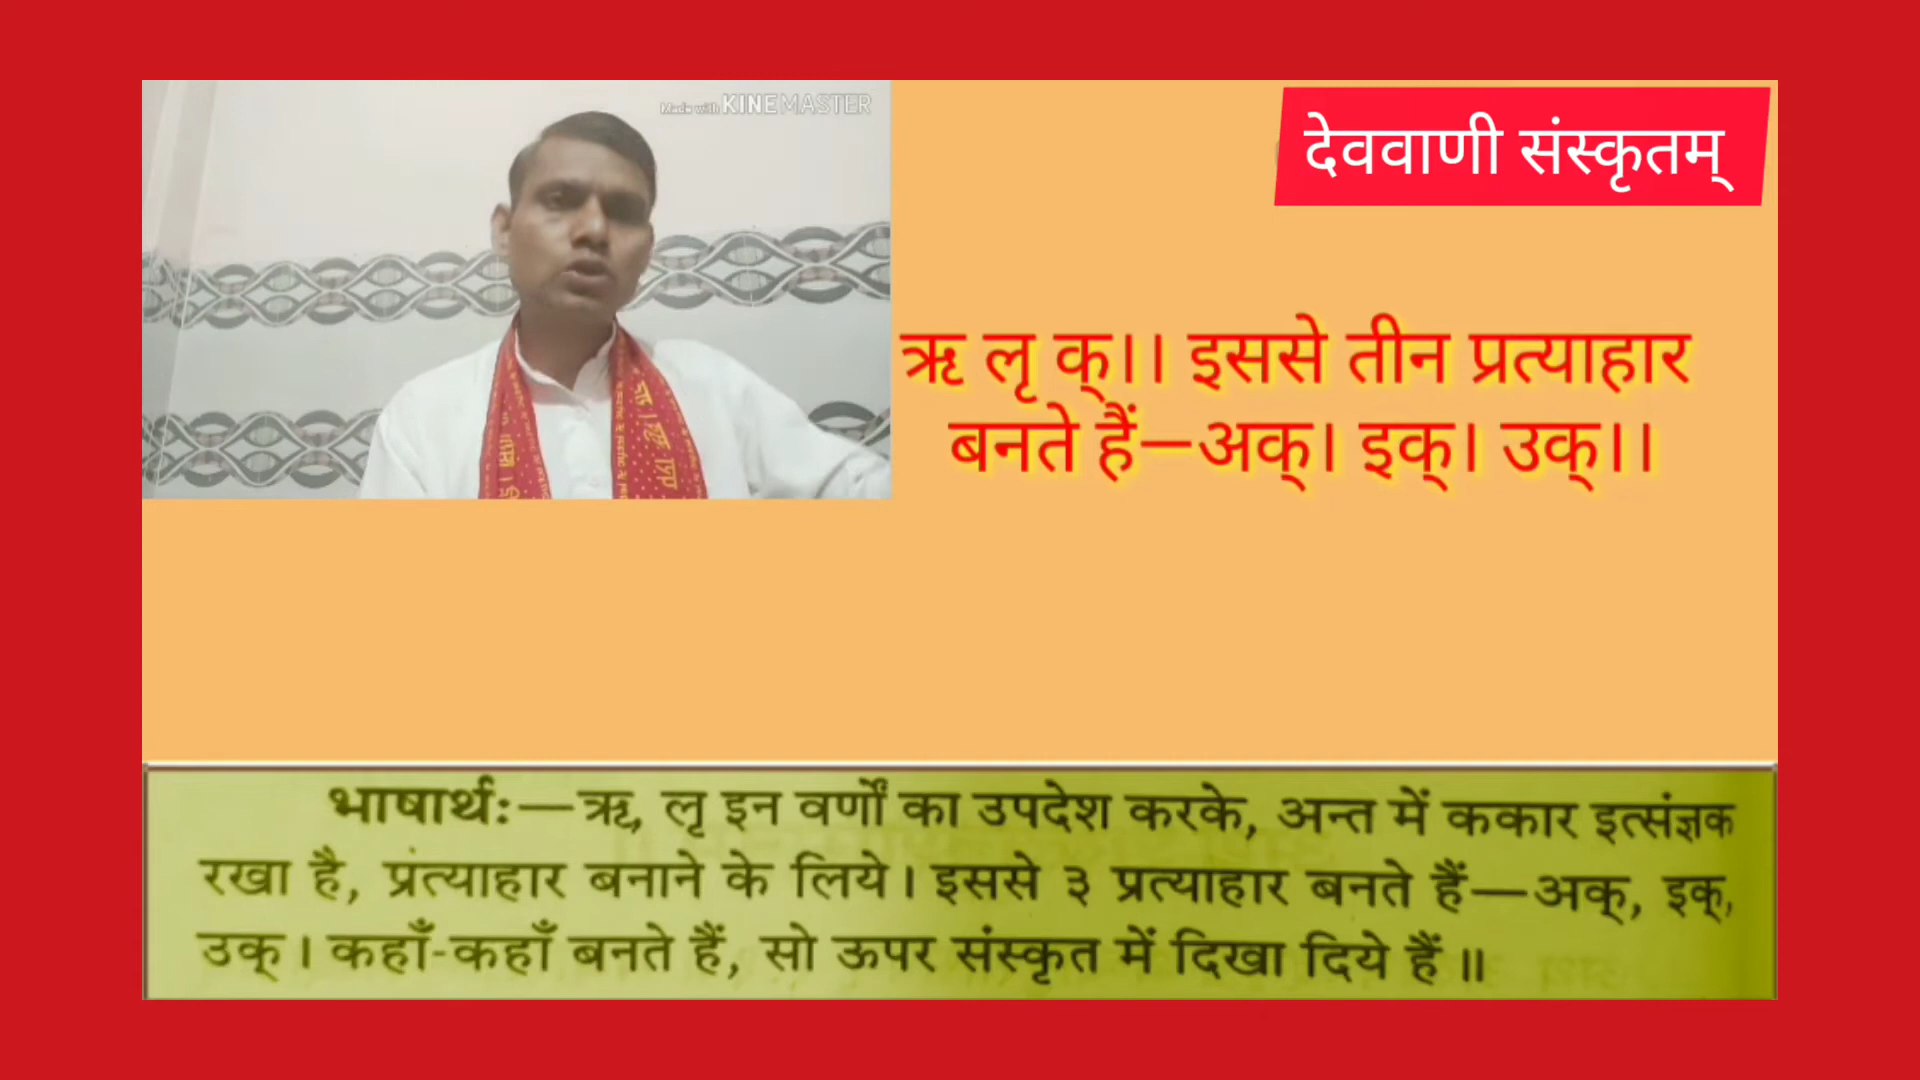 Made with KINEMASTER
देववाणी संस्कृतम्
ऋ लृ क्।। इससे तीन प्रत्याहार
बनते हैं—अक्। इक्। उक्।।
भाषार्थः—ऋ, लृ इन वर्णों का उपदेश करके, अन्त में ककार इत्संज्ञक
रखा है, प्रत्याहार बनाने के लिये। इससे ३ प्रत्याहार बनते हैं—अक्, इक्,
उक्। कहाँ-कहाँ बनते हैं, सो ऊपर संस्कृत में दिखा दिये हैं॥